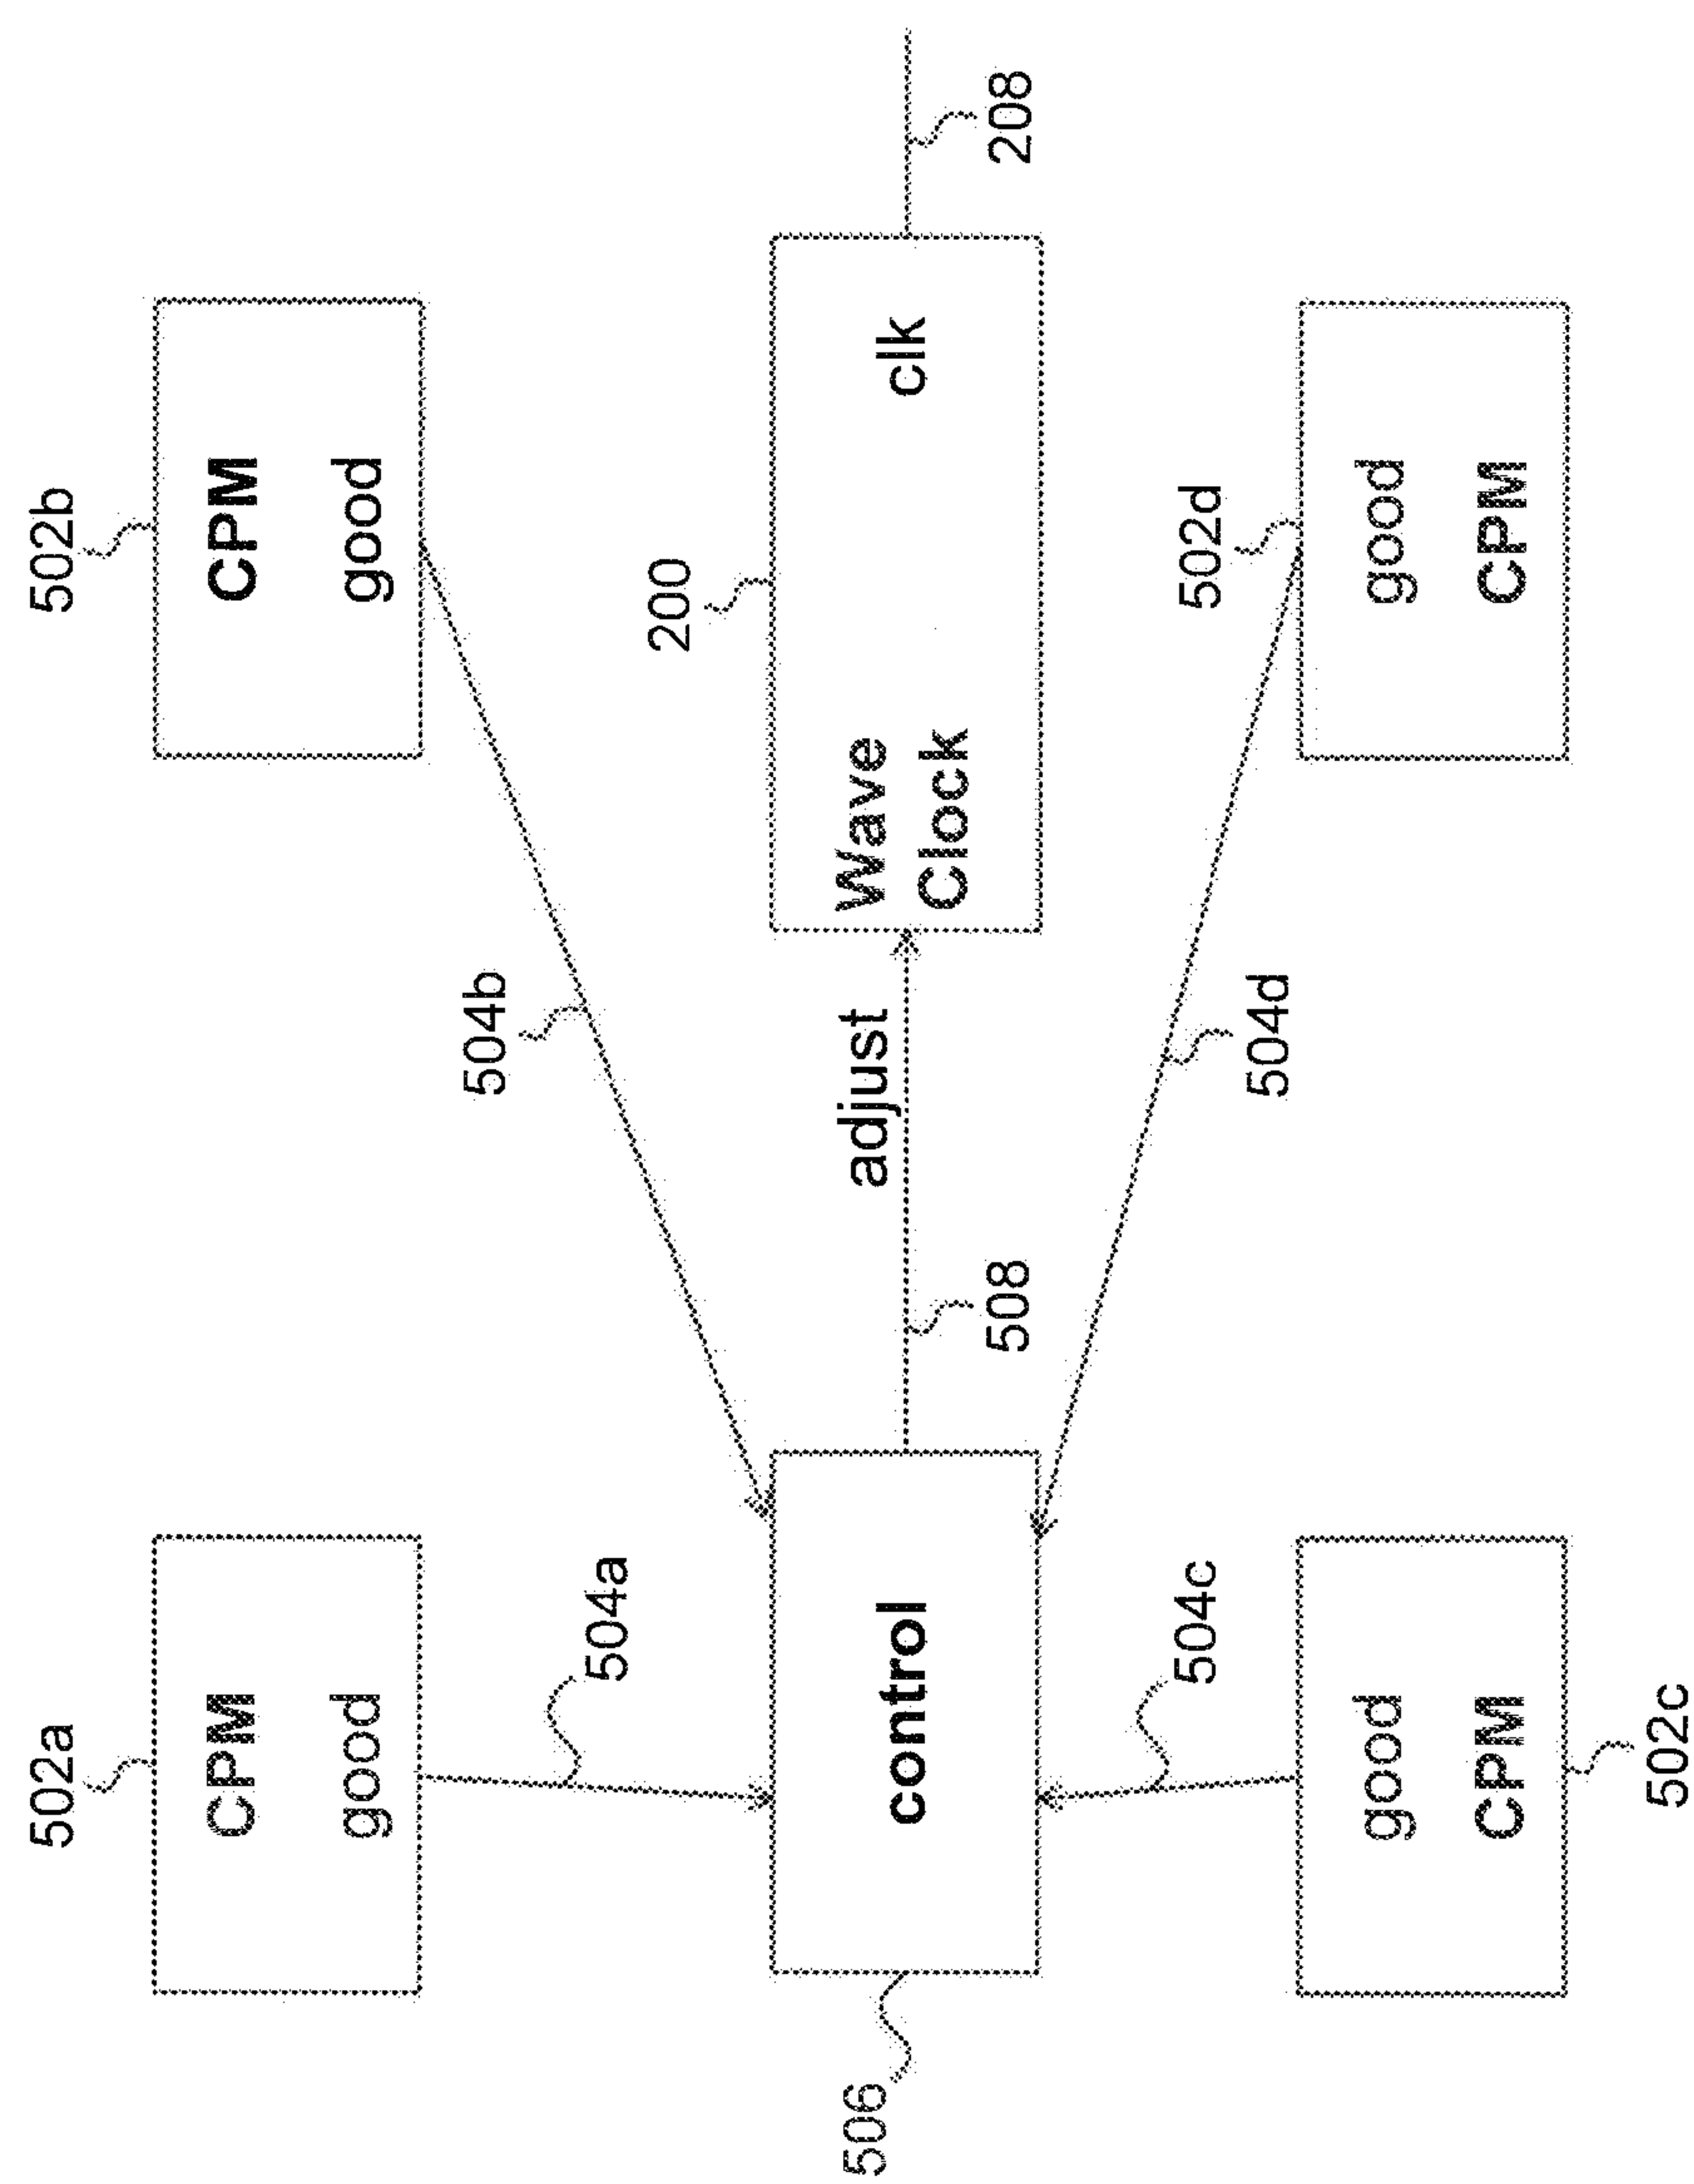 502a
CPM
good
502b
CPM
good
504a
504b
506
control
adjust
508
200
Wave
Clock
clk
208
504c
504d
good
CPM
502c
502d
good
CPM